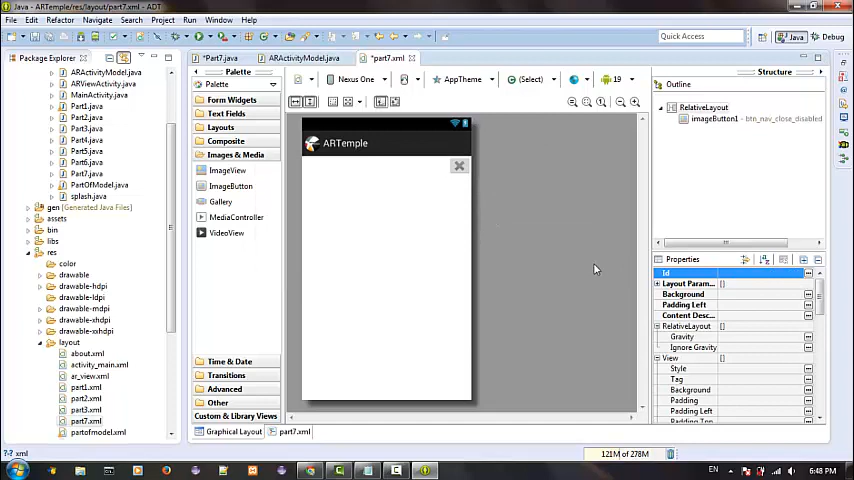 Java - ARTemple/res/layout/part7.xml - ADT
File Edit Refactor Navigate Search Project Run Window Help
Quick Access
Java
Debug
Package Explorer
*Part7.java
ARActivityModel.java
*part7.xml
ARActivityModel.java
ARViewActivity.java
MainActivity.java
Part1.java
Part2.java
Part3.java
Part4.java
Part5.java
Part6.java
Part7.java
PartOfModel.java
splash.java
gen [Generated Java Files]
assets
bin
libs
res
color
drawable
drawable-hdpi
drawable-ldpi
drawable-mdpi
drawable-xhdpi
drawable-xxhdpi
layout
about.xml
activity_main.xml
ar_view.xml
part1.xml
part2.xml
part3.xml
part7.xml
partofmodel.xml
Palette
Palette
Form Widgets
Text Fields
Layouts
Composite
Images & Media
ImageView
ImageButton
Gallery
MediaController
VideoView
Time & Date
Transitions
Advanced
Other
Custom & Library Views
Graphical Layout
part7.xml
Nexus One
AppTheme
(Select)
19
ARTemple
Structure
Outline
RelativeLayout
imageButton1 - btn_nav_close_disabled
Properties
Id
Layout Param... []
Background
Padding Left
Content Desc...
RelativeLayout []
Gravity
Ignore Gravity
View []
Style
Tag
Background
Padding
Padding Left
Padding Top
xml
121M of 278M
EN
6:48 PM